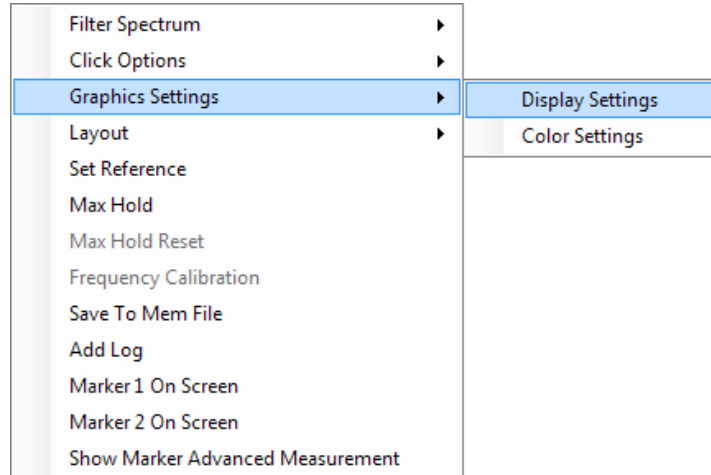 Filter Spectrum
Click Options
Graphics Settings
Display Settings
Color Settings
Layout
Set Reference
Max Hold
Max Hold Reset
Frequency Calibration
Save To Mem File
Add Log
Marker 1 On Screen
Marker 2 On Screen
Show Marker Advanced Measurement